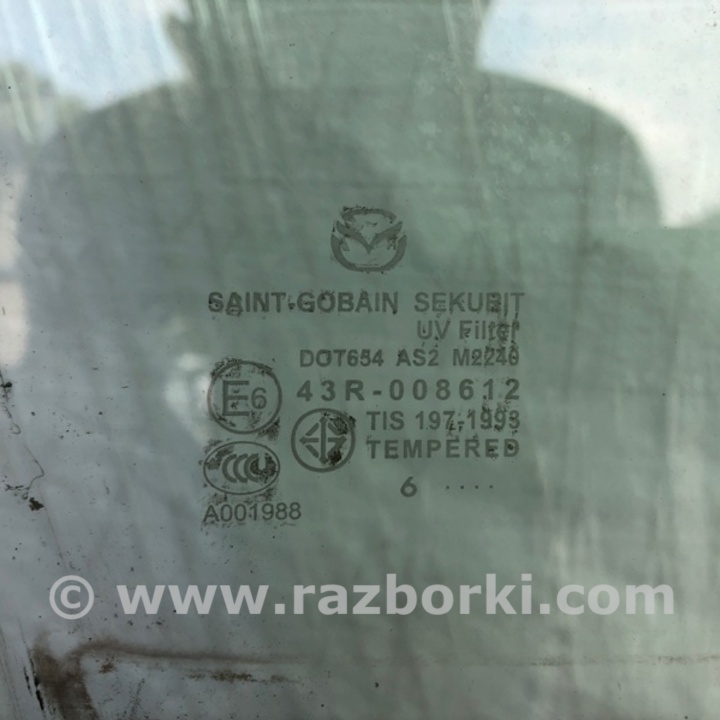 SAINT-GOBAIN SEKURIT
UV Filter
DOT654 AS2 M2240
E6 43R-008612
TIS 197-1993
CCC TEMPERED
6 ....
A001988
© www.razborki.com